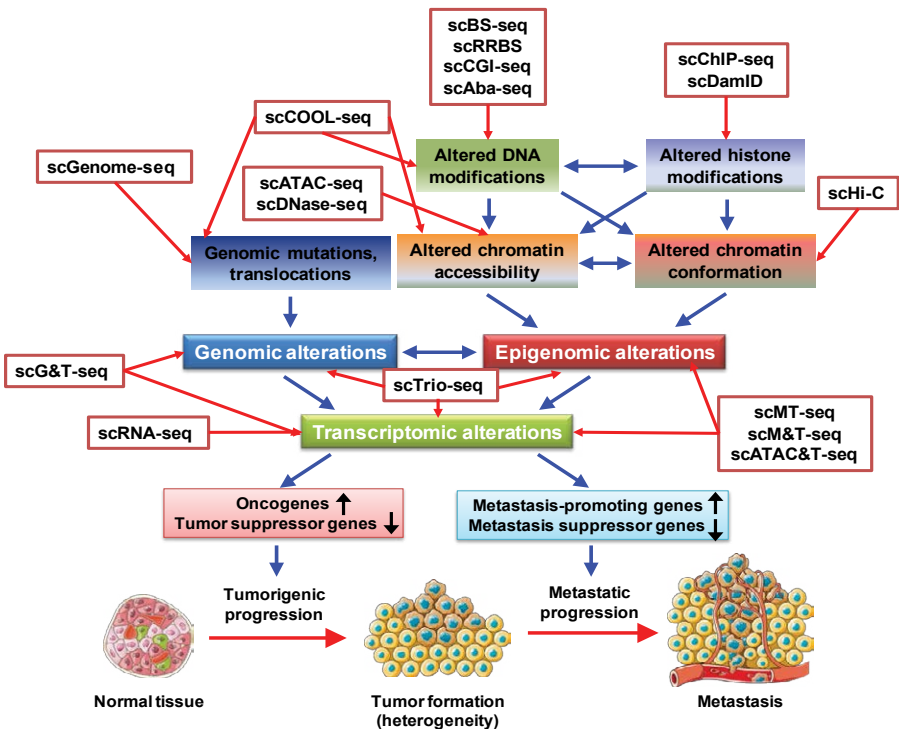 scBS-seq
scRRBS
scCGI-seq
scAba-seq
scChIP-seq
scDamID
scCOOL-seq
Altered DNA
modifications
Altered histone
modifications
scGenome-seq
scATAC-seq
scDNase-seq
scHi-C
Genomic mutations,
translocations
Altered chromatin
accessibility
Altered chromatin
conformation
Genomic alterations
Epigenomic alterations
scG&T-seq
scTrio-seq
scRNA-seq
Transcriptomic alterations
scMT-seq
scM&T-seq
scATAC&T-seq
Oncogenes
Tumor suppressor genes
Metastasis-promoting genes
Metastasis suppressor genes
Tumorigenic
progression
Metastatic
progression
Normal tissue
Tumor formation
(heterogeneity)
Metastasis